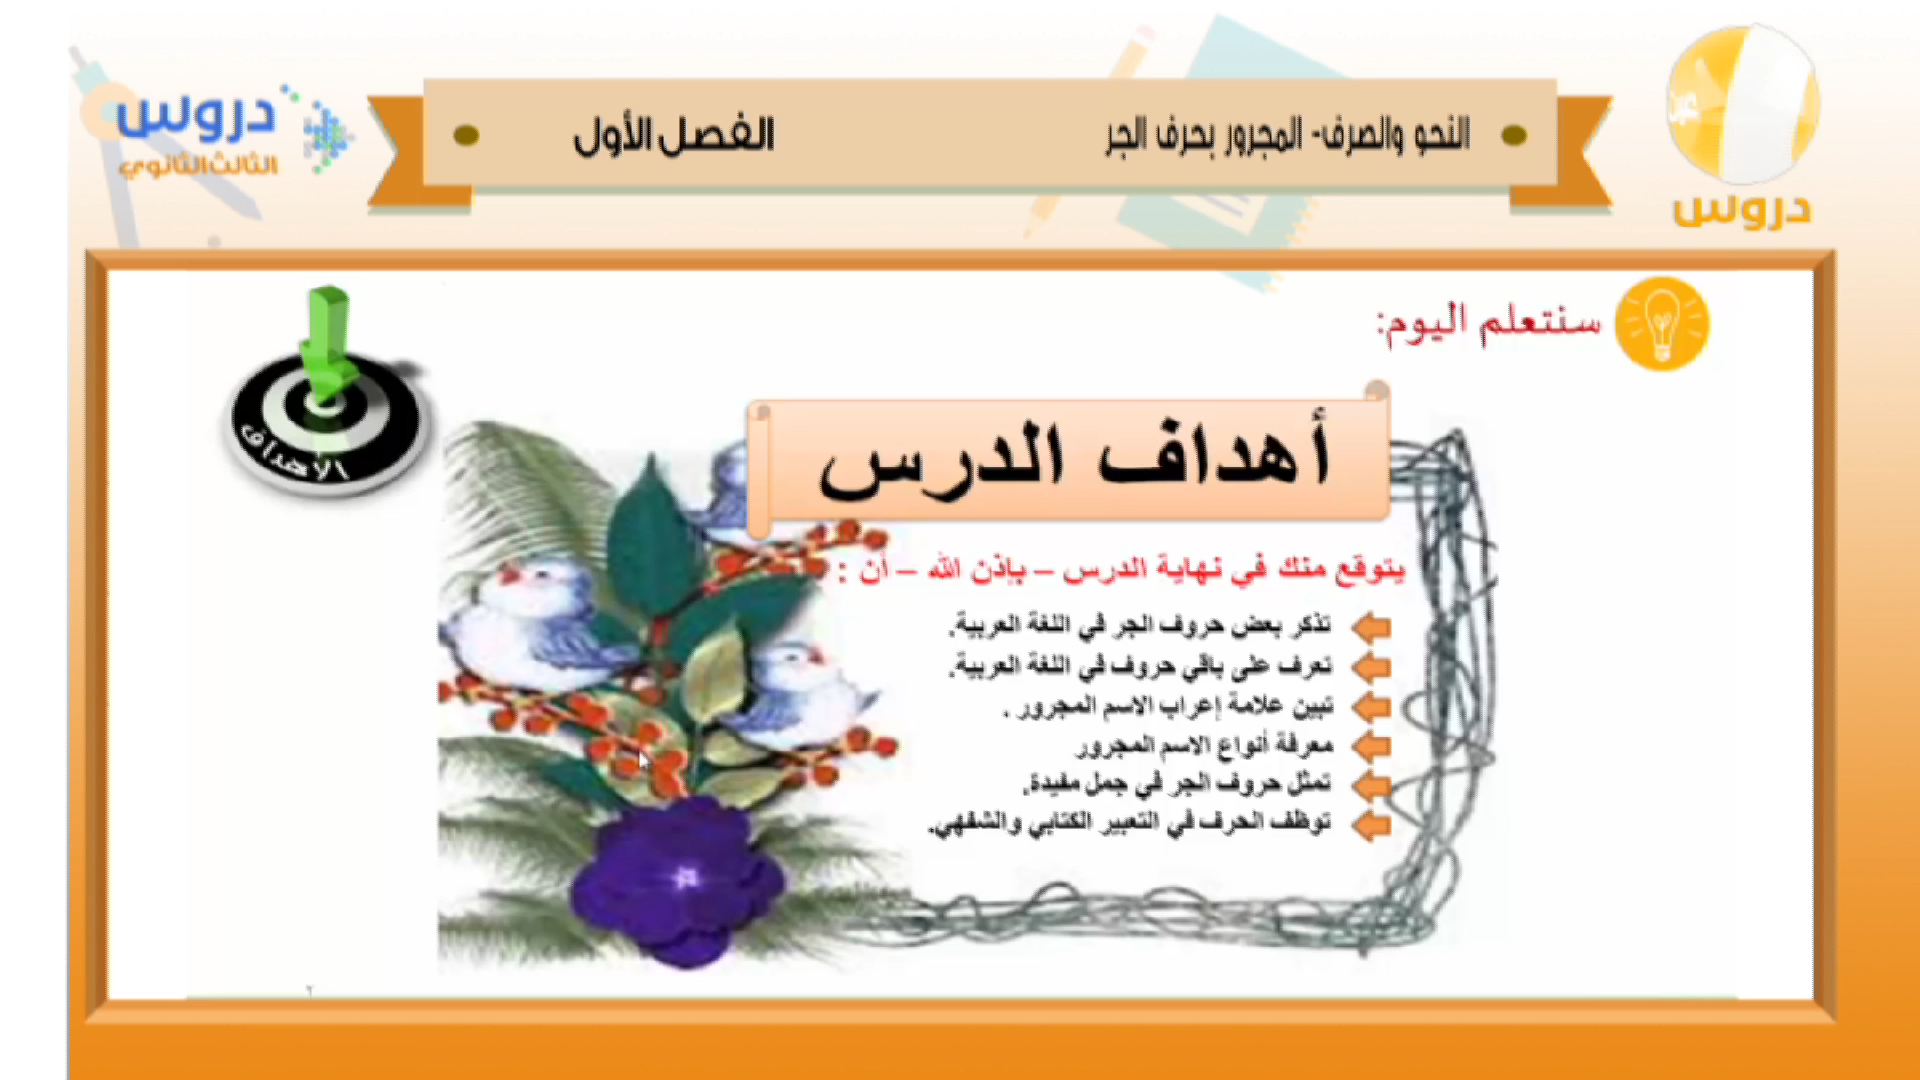 النحو والصرف- المجرور بحرف الجر
الفصل الأول
دروس
دروس
الثالث الثانوي
سنتعلم اليوم:
الأهداف
أهداف الدرس
يتوقع منك في نهاية الدرس – بإذن الله – أن :
تذكر بعض حروف الجر في اللغة العربية.
تعرف على باقي حروف في اللغة العربية.
تبين علامة إعراب الاسم المجرور .
معرفة أنواع الاسم المجرور
تمثل حروف الجر في جمل مفيدة.
توظف الحرف في التعبير الكتابي والشفهي.
٢